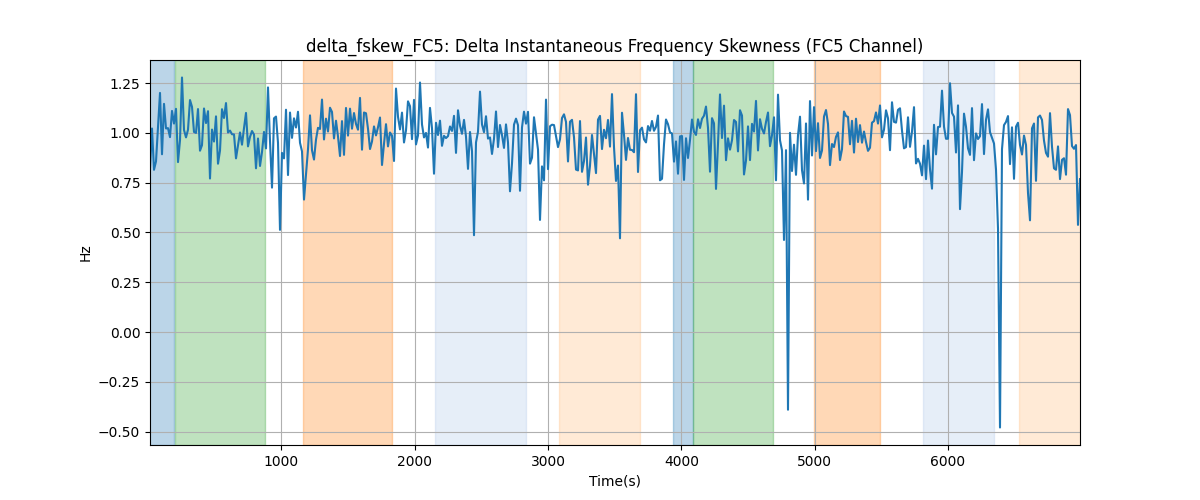 delta_fskew_FC5: Delta Instantaneous Frequency Skewness (FC5 Channel)
1.25
1.00
0.75
0.50
0.25
0.00
−0.25
−0.50
Hz
1000 2000 3000 4000 5000 6000
Time(s)